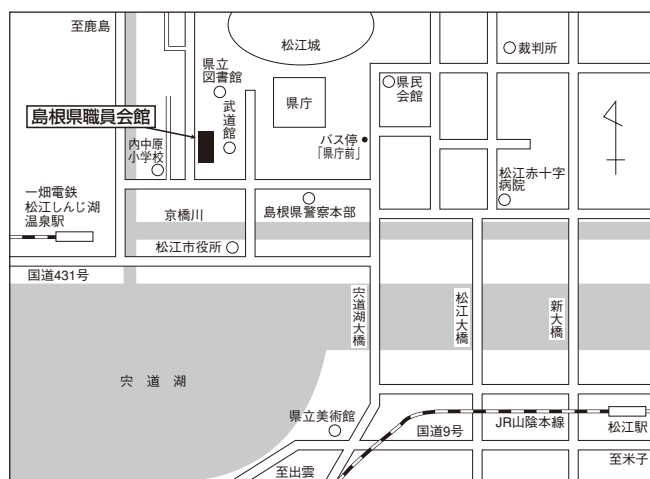 至鹿島
松江城
裁判所
県立
図書館
県民
会館
県庁
島根県職員会館
武道館
バス停
「県庁前」
内中原
小学校
松江赤十字
病院
一畑電鉄
松江しんじ湖
温泉駅
京橋川
島根県警察本部
松江市役所
国道431号
宍道湖大橋
松江大橋
新大橋
宍道湖
県立美術館
国道9号
JR山陰本線
松江駅
至出雲
至米子